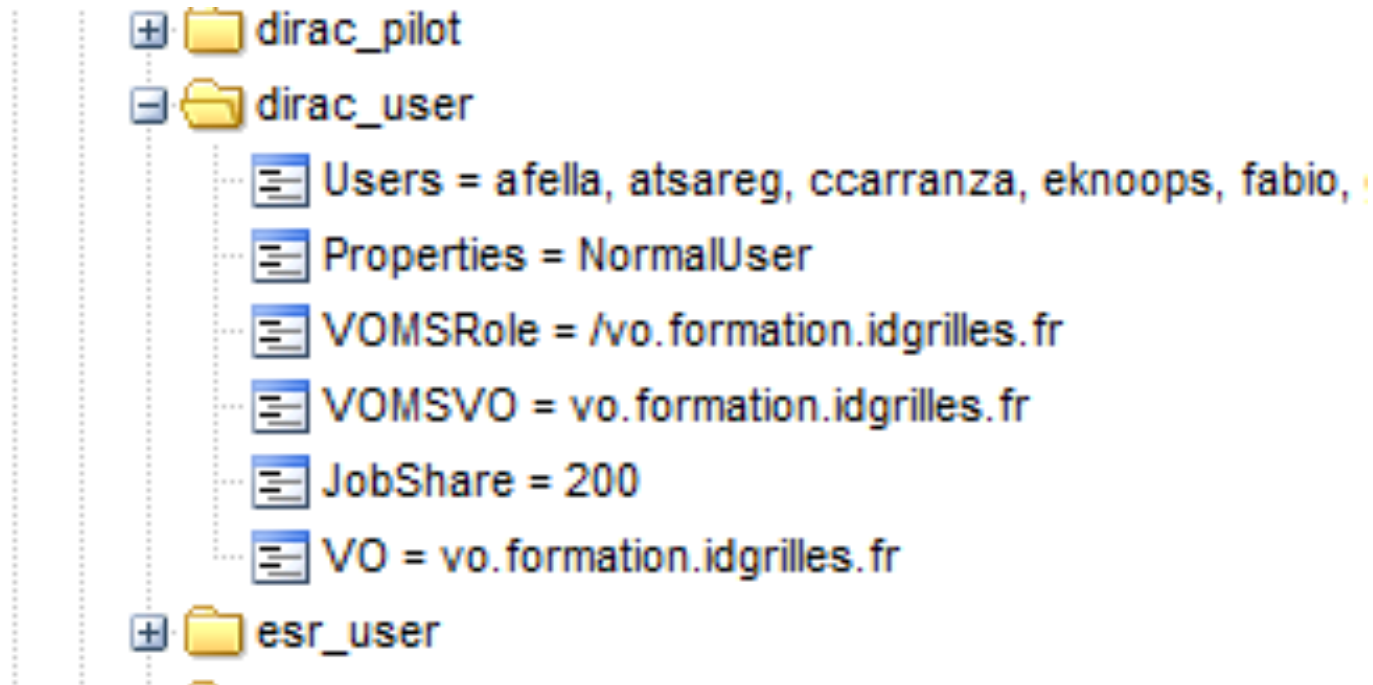 dirac_pilot
dirac_user
Users = afella, atsareg, ccarranza, eknoops, fabio,
Properties = NormalUser
VOMSRole = /vo.formation.idgrilles.fr
VOMSVO = vo.formation.idgrilles.fr
JobShare = 200
VO = vo.formation.idgrilles.fr
esr_user